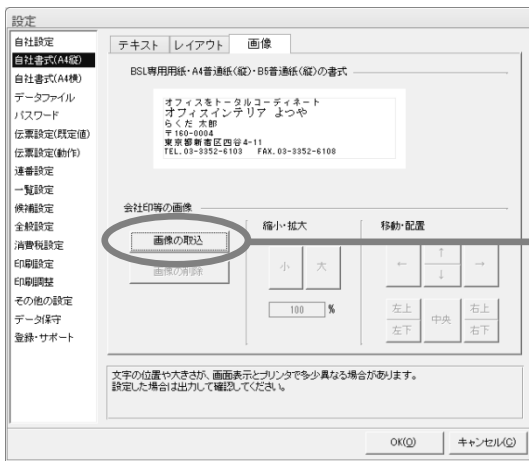 設定
自社設定
自社書式(A4縦)
自社書式(A4横)
データファイル
パスワード
伝票設定(既定値)
伝票設定(動作)
連番設定
一覧設定
候補設定
全般設定
消費税設定
印刷設定
印刷調整
その他の設定
データ保守
登録・サポート
テキスト レイアウト 画像
BSL専用用紙・A4普通紙(縦)・B5普通紙(縦)の書式
オフィスをトータルコーディネート
オフィスインテリア よつや
らくだ 太郎
〒160-0004
東京都新宿区四谷4-11
TEL.03-3352-6103 FAX.03-3352-6108
会社印等の画像
画像の取込
画像の削除
縮小・拡大
小 大
100 %
移動・配置
← ↑ ↓ →
左上 中央 右上
左下 右下
文字の位置や大きさが、画面表示とプリンタで多少異なる場合があります。
設定した場合は出力して確認してください。
OK(O) キャンセル(C)